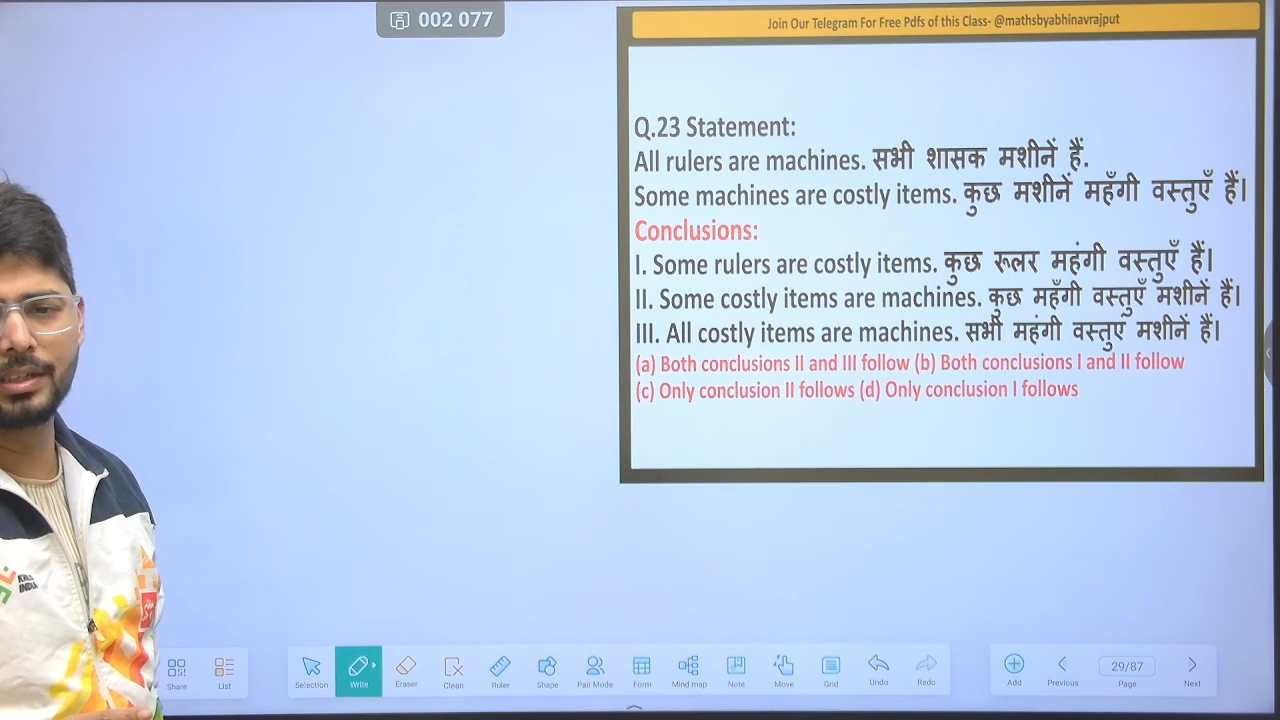 002 077
Join Our Telegram For Free Pdfs of this Class- @mathsbyabhinavrajput
Q.23 Statement:
All rulers are machines. सभी शासक मशीनें हैं.
Some machines are costly items. कुछ मशीनें महँगी वस्तुएँ हैं।
Conclusions:
I. Some rulers are costly items. कुछ रूलर महंगी वस्तुएँ हैं।
II. Some costly items are machines. कुछ महँगी वस्तुएँ मशीनें हैं।
III. All costly items are machines. सभी महंगी वस्तुएं मशीनें हैं।
(a) Both conclusions II and III follow (b) Both conclusions I and II follow
(c) Only conclusion II follows (d) Only conclusion I follows
Share List Selection Write Eraser Clean Ruler Shape Pair Mode Form Mind map Note Move Grid Undo Redo Add Previous 29/87 Page Next